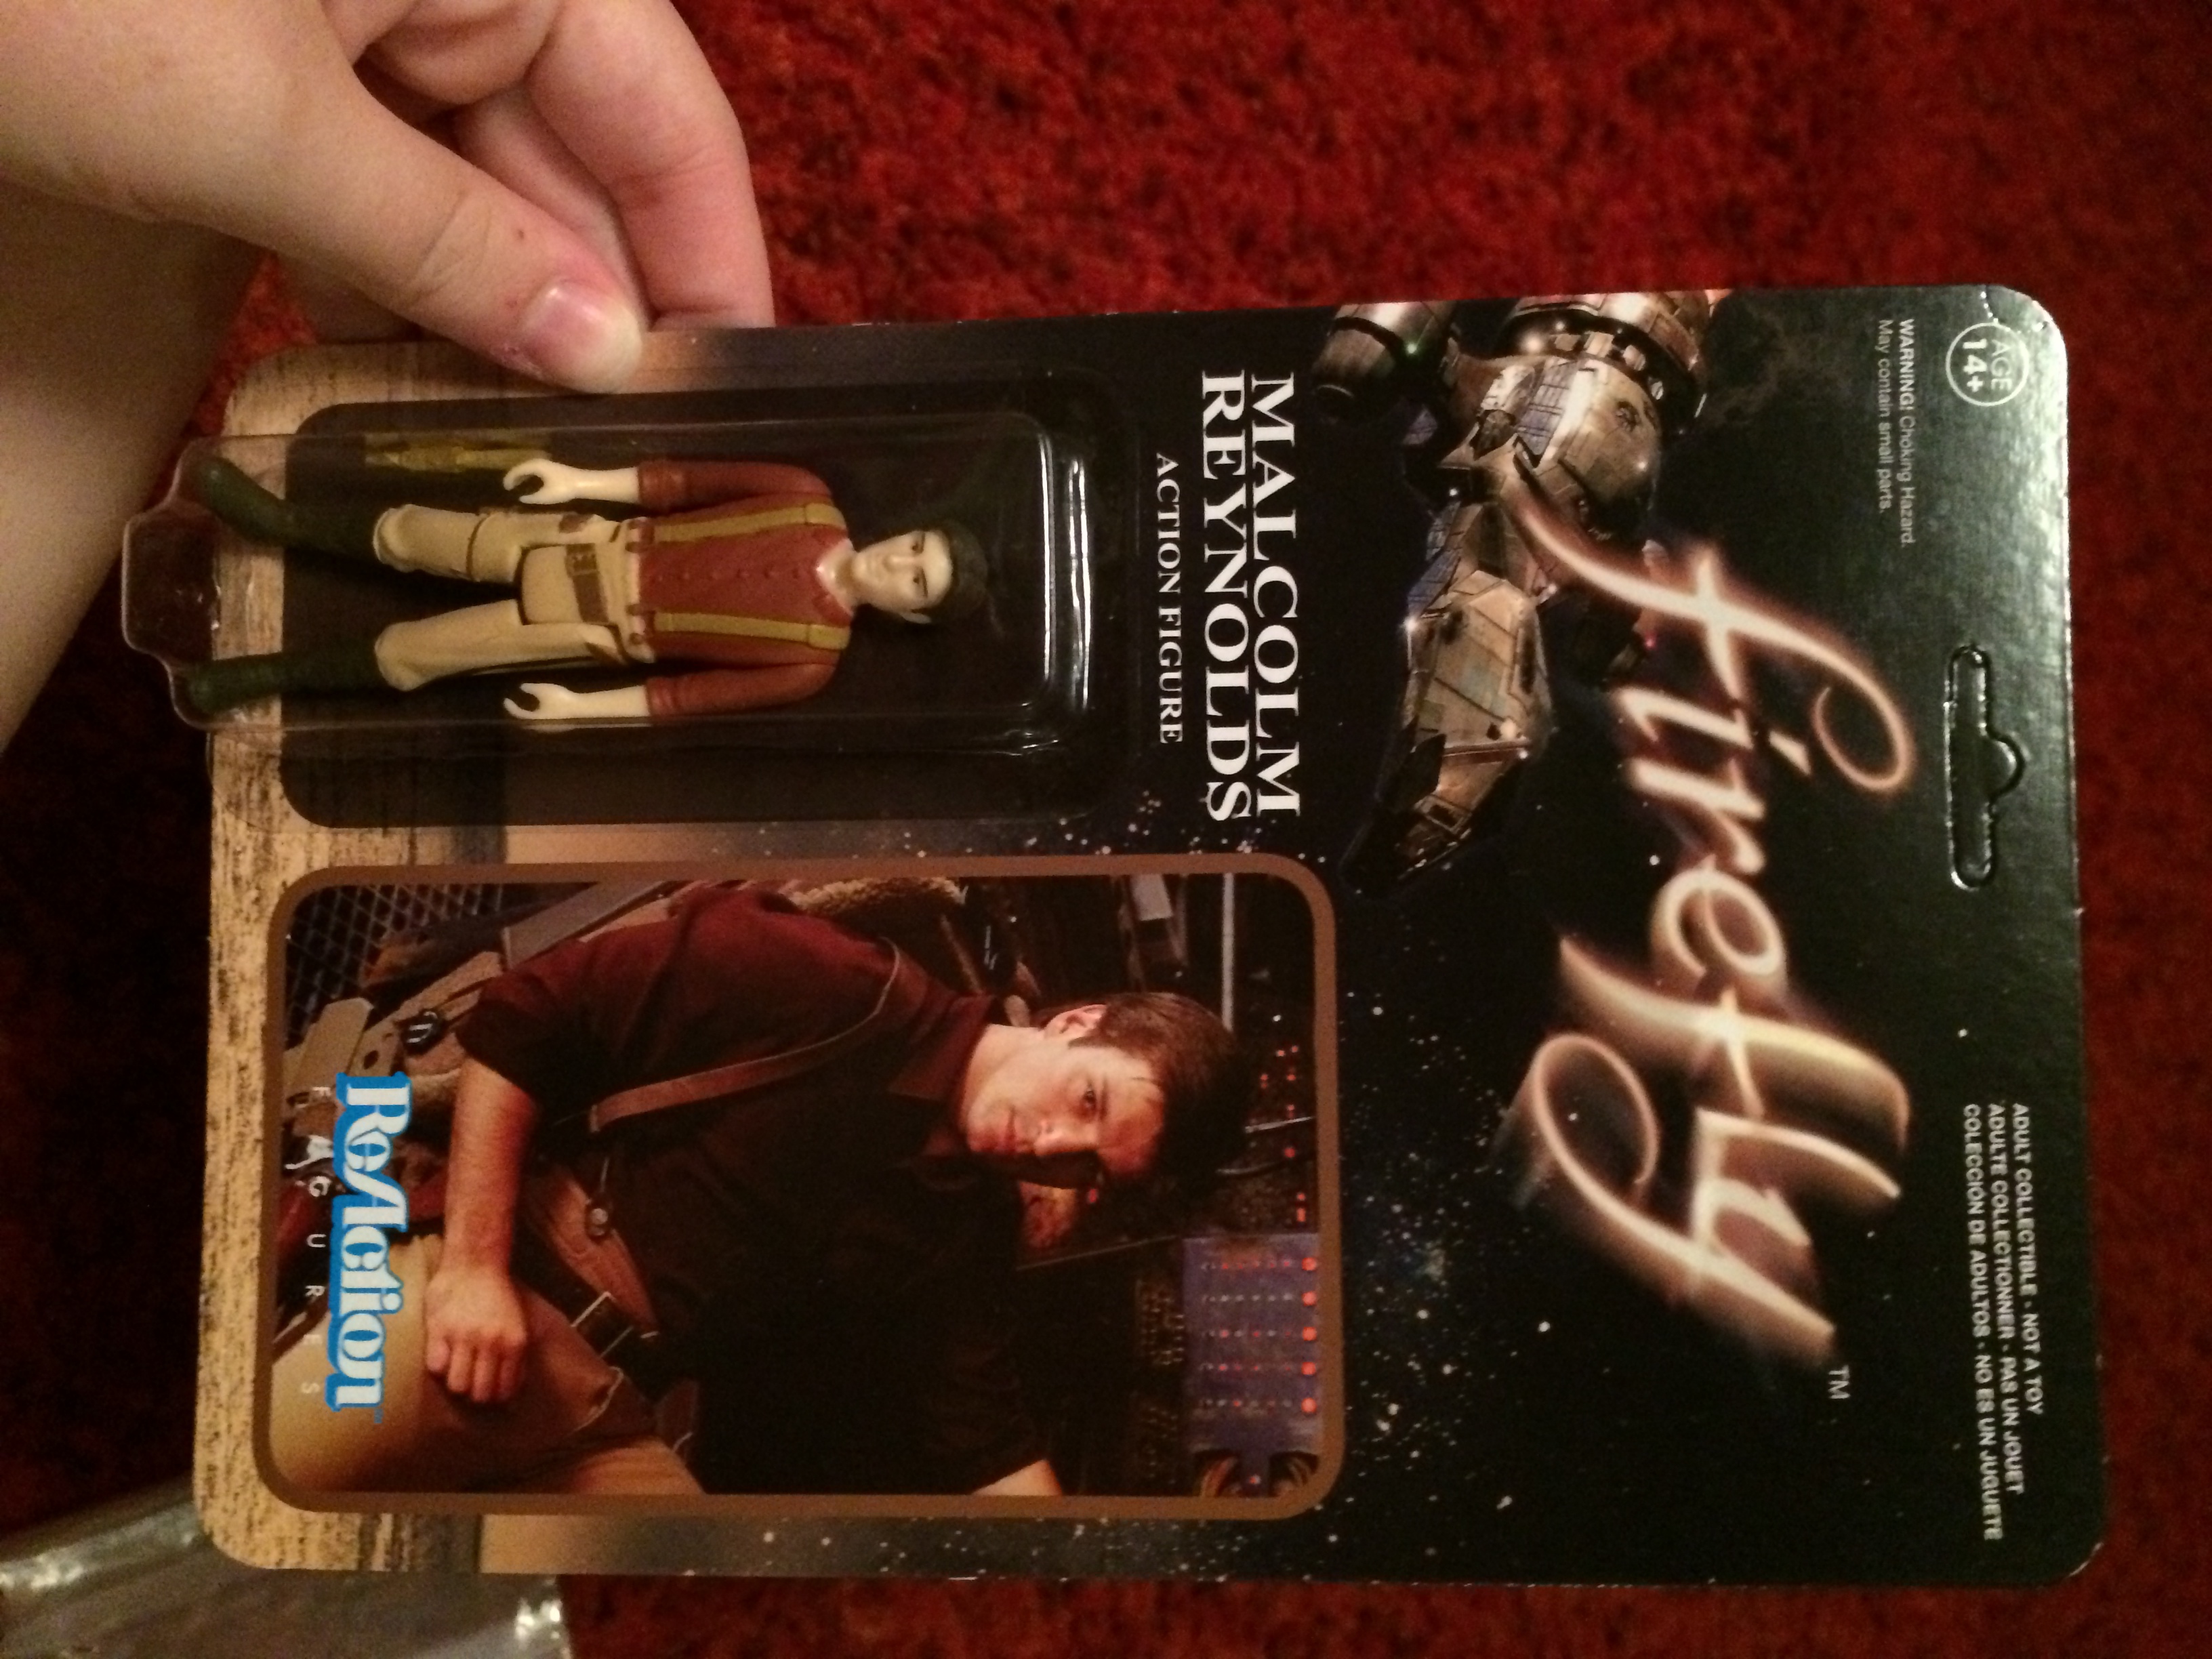 AGE
14+
WARNING! Choking Hazard.
May contain small parts.
ADULT COLLECTIBLE - NOT A TOY
ADULTE COLLECTIONNER - PAS UN JOUET
COLECCIÓN DE ADULTOS - NO ES UN JUGUETE
firefly TM
MALCOLM
REYNOLDS
ACTION FIGURE
ReAction
FIGURES